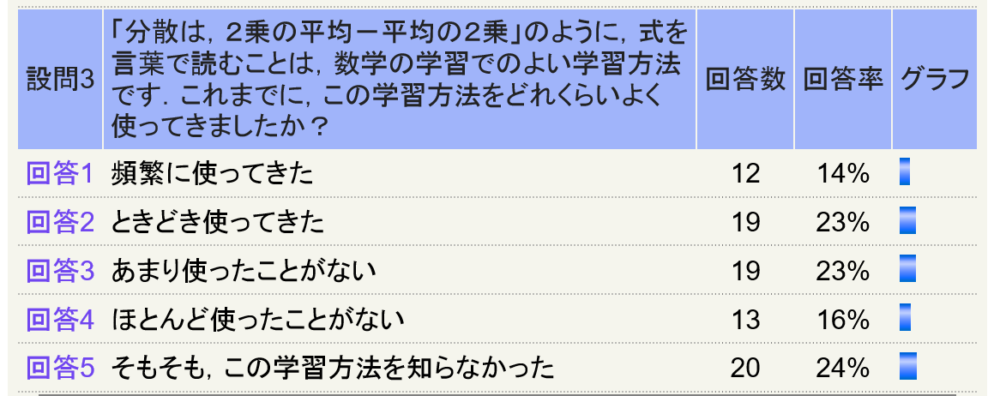 設問3 「分散は，２乗の平均－平均の２乗」のように，式を 回答数 回答率 グラフ
言葉で読むことは，数学の学習でのよい学習方法
です．これまでに，この学習方法をどれくらいよく
使ってきましたか？
回答1 頻繁に使ってきた 12 14%
回答2 ときどき使ってきた 19 23%
回答3 あまり使ったことがない 19 23%
回答4 ほとんど使ったことがない 13 16%
回答5 そもそも，この学習方法を知らなかった 20 24%